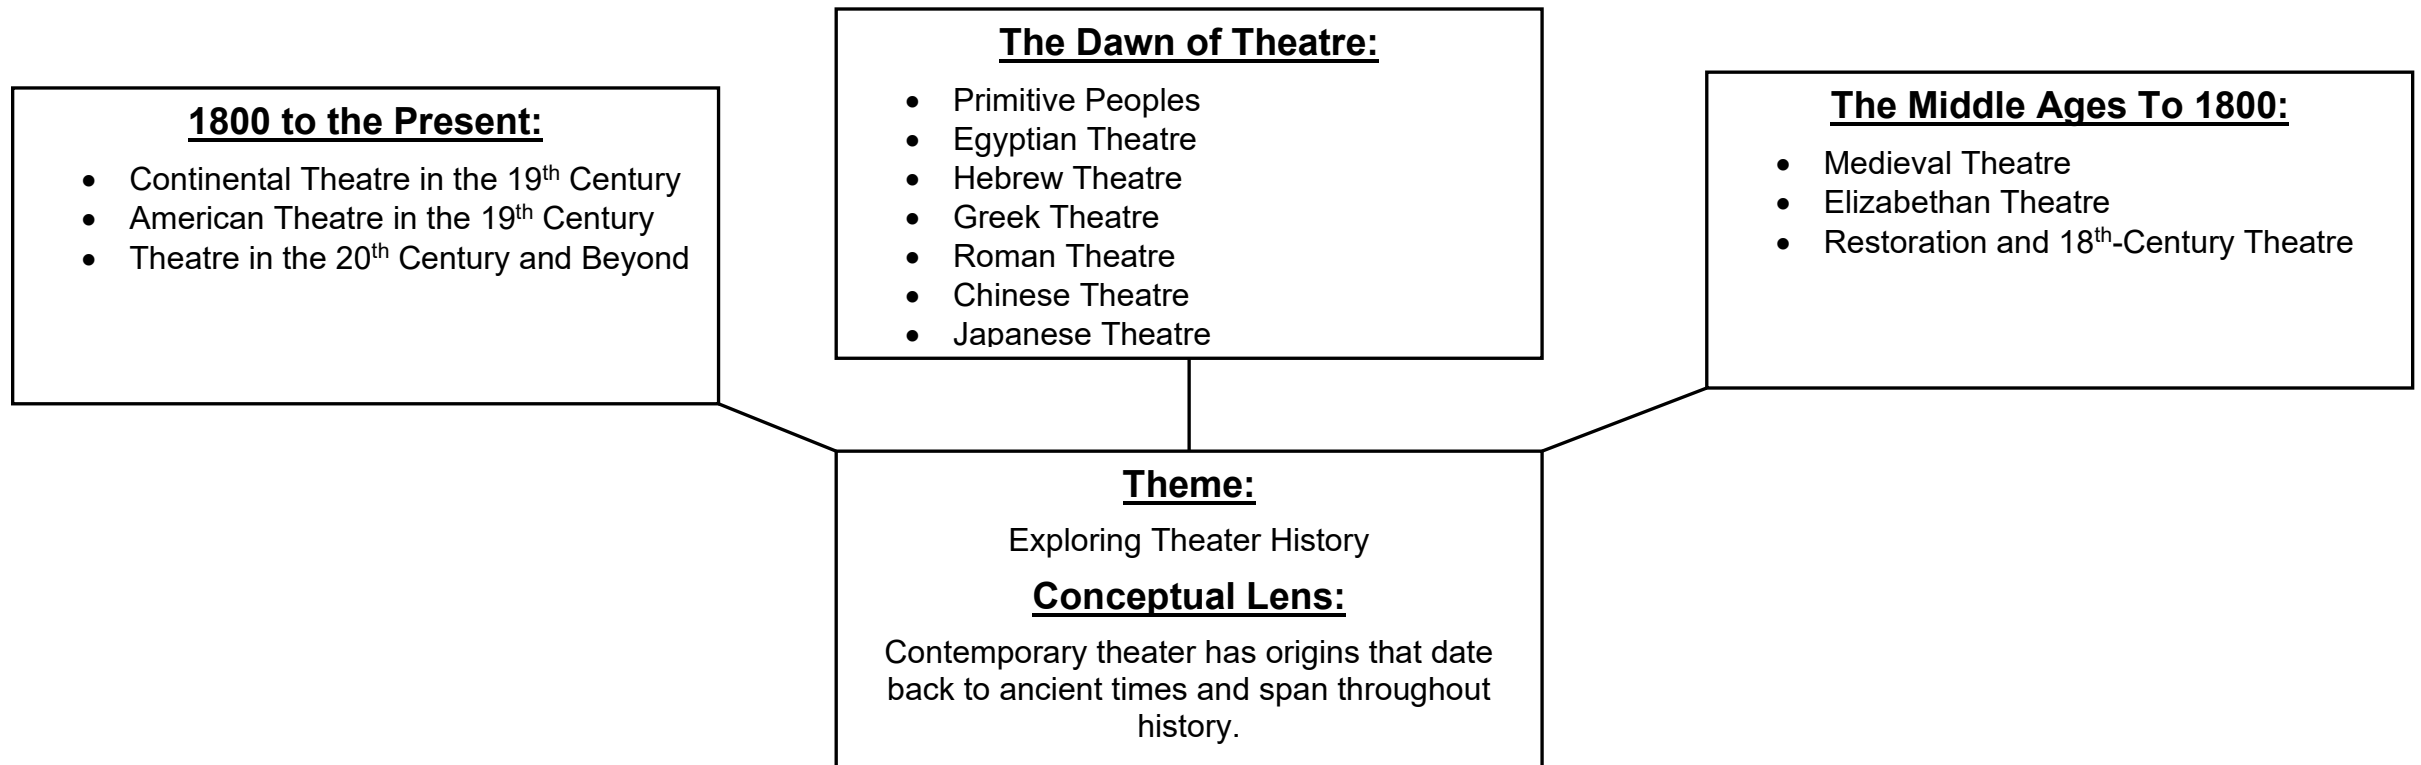 The Dawn of Theatre:
• Primitive Peoples
• Egyptian Theatre
• Hebrew Theatre
• Greek Theatre
• Roman Theatre
• Chinese Theatre
• Japanese Theatre
1800 to the Present:
• Continental Theatre in the 19th Century
• American Theatre in the 19th Century
• Theatre in the 20th Century and Beyond
The Middle Ages To 1800:
• Medieval Theatre
• Elizabethan Theatre
• Restoration and 18th-Century Theatre
Theme:
Exploring Theater History
Conceptual Lens:
Contemporary theater has origins that date
back to ancient times and span throughout
history.